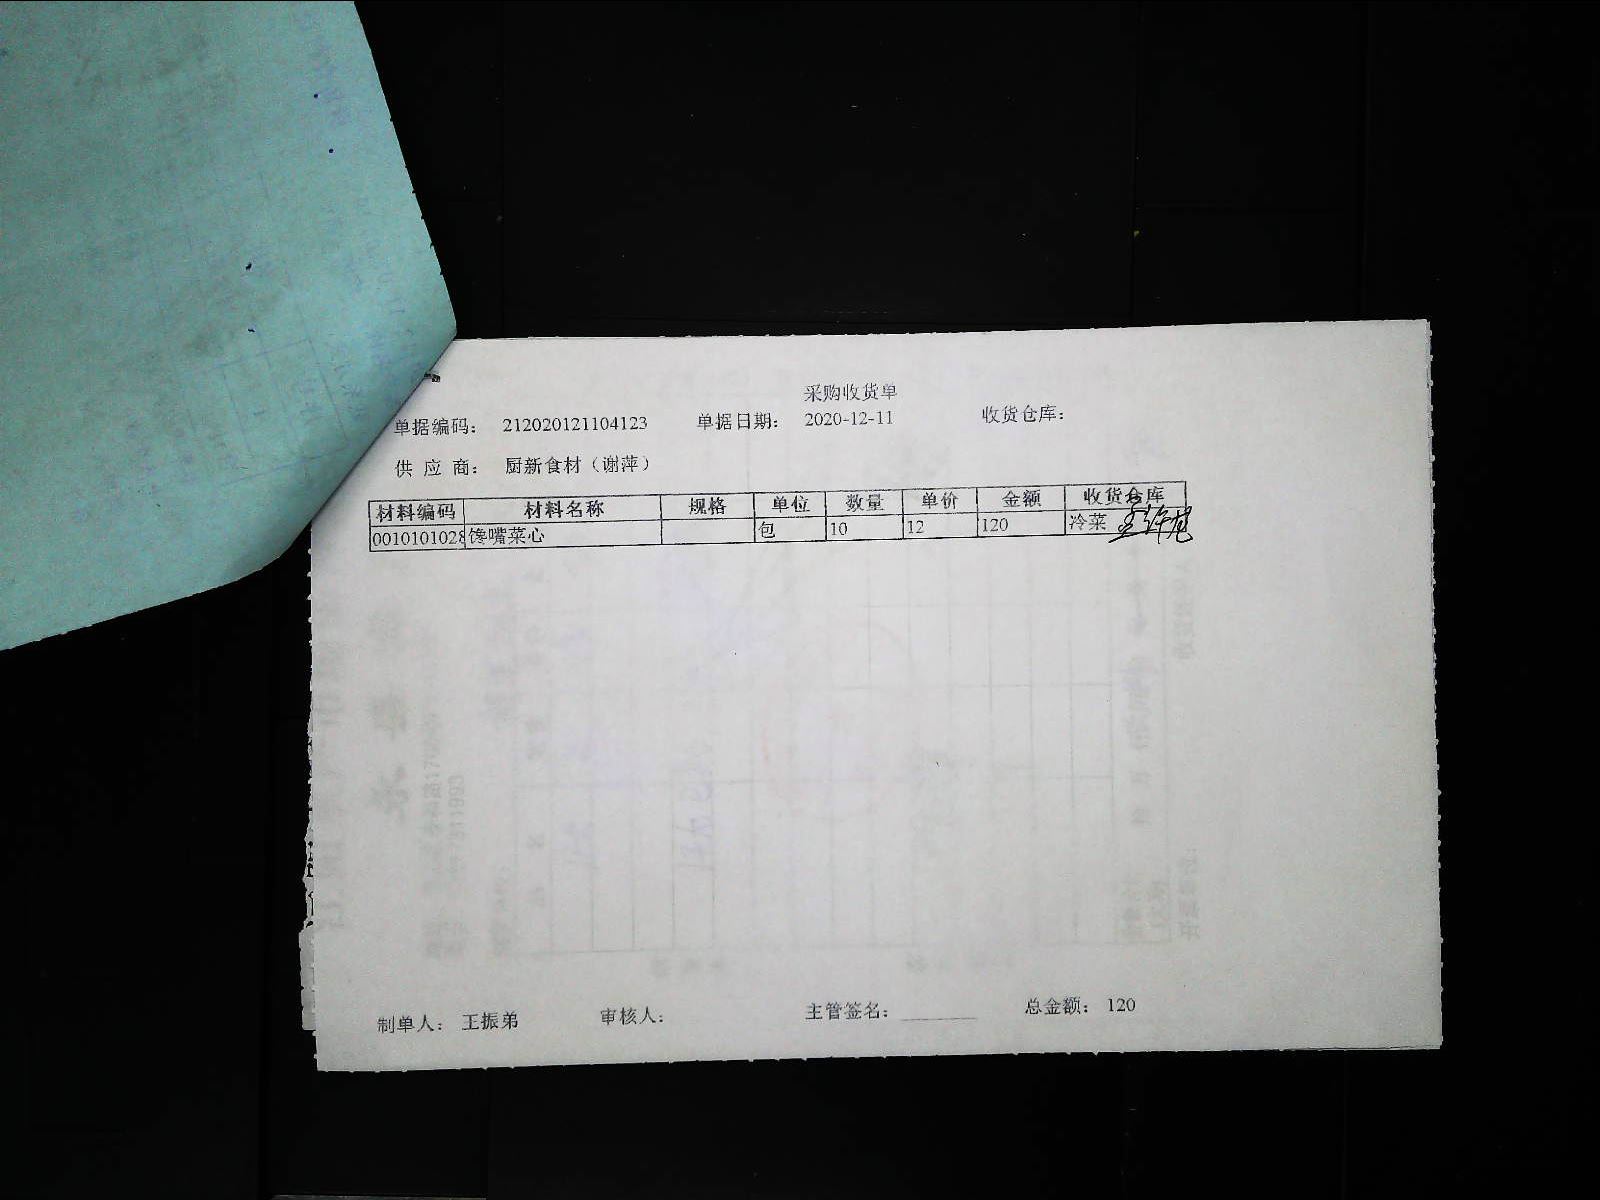 采购收货单
单据编码： 212020121104123 单据日期： 2020-12-11 收货仓库：
供 应 商： 厨新食材（谢萍）
材料编码 材料名称 规格 单位 数量 单价 金额 收货仓库
0010101028 馋嘴菜心 包 10 12 120 冷菜
制单人： 王振弟 审核人： 主管签名： 总金额： 120